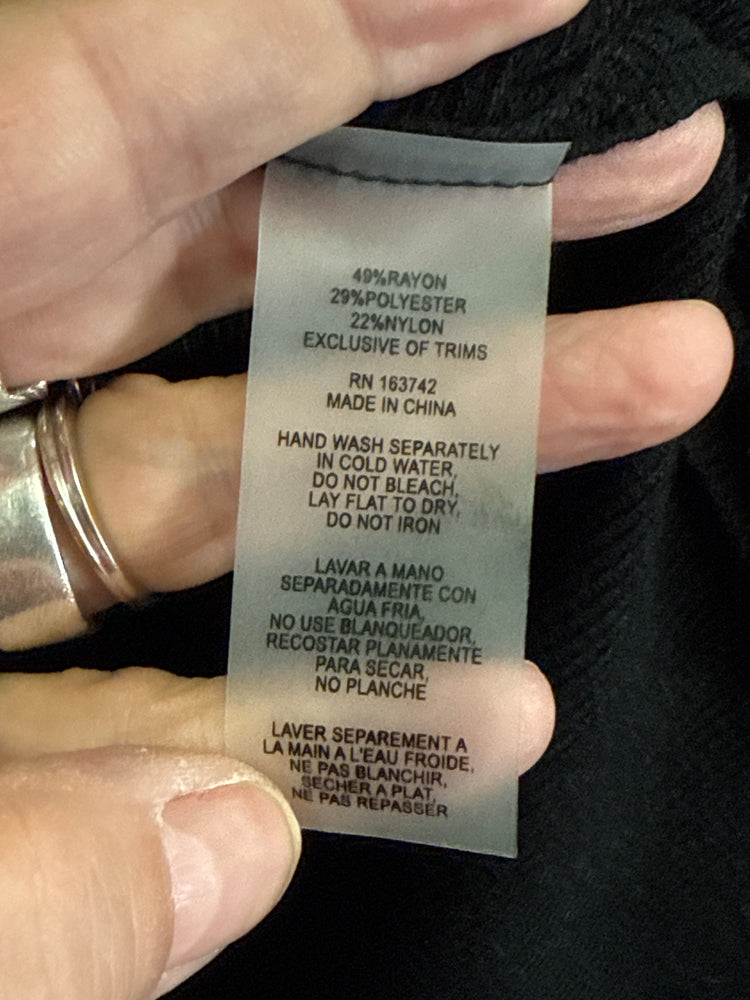 49%RAYON
29%POLYESTER
22%NYLON
EXCLUSIVE OF TRIMS
RN 163742
MADE IN CHINA
HAND WASH SEPARATELY
IN COLD WATER,
DO NOT BLEACH,
LAY FLAT TO DRY,
DO NOT IRON
LAVAR A MANO
SEPARADAMENTE CON
AGUA FRIA,
NO USE BLANQUEADOR,
RECOSTAR PLANAMENTE
PARA SECAR,
NO PLANCHE
LAVER SEPAREMENT A
LA MAIN A L'EAU FROIDE,
NE PAS BLANCHIR,
SECHER A PLAT,
NE PAS REPASSER